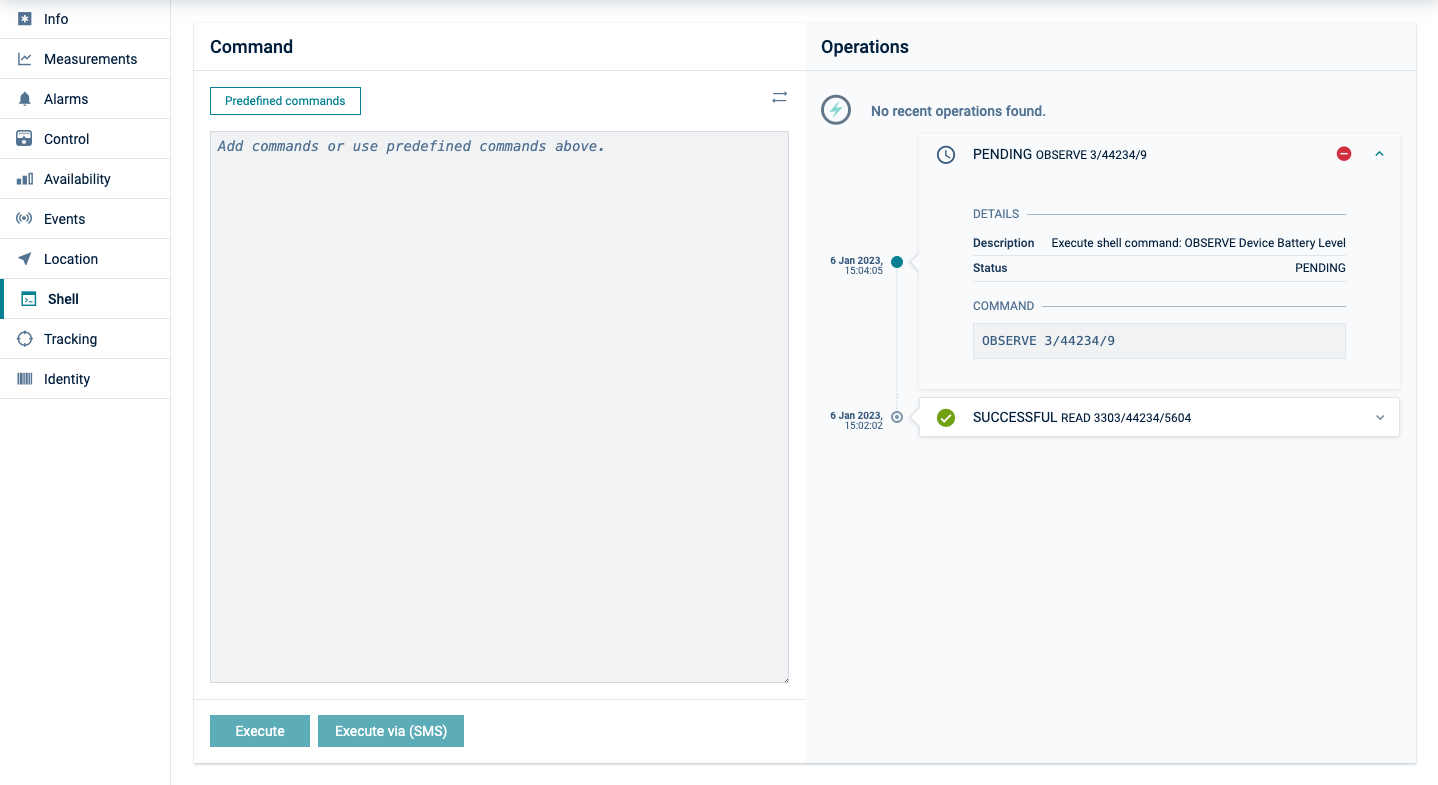 Info
Measurements
Alarms
Control
Availability
Events
Location
Shell
Tracking
Identity
Command
Predefined commands
Add commands or use predefined commands above.
Execute
Execute via (SMS)
Operations
No recent operations found.
6 Jan 2023,
15:04:05
PENDING OBSERVE 3/44234/9
DETAILS
Description Execute shell command: OBSERVE Device Battery Level
Status PENDING
COMMAND
OBSERVE 3/44234/9
6 Jan 2023,
15:02:02
SUCCESSFUL READ 3303/44234/5604